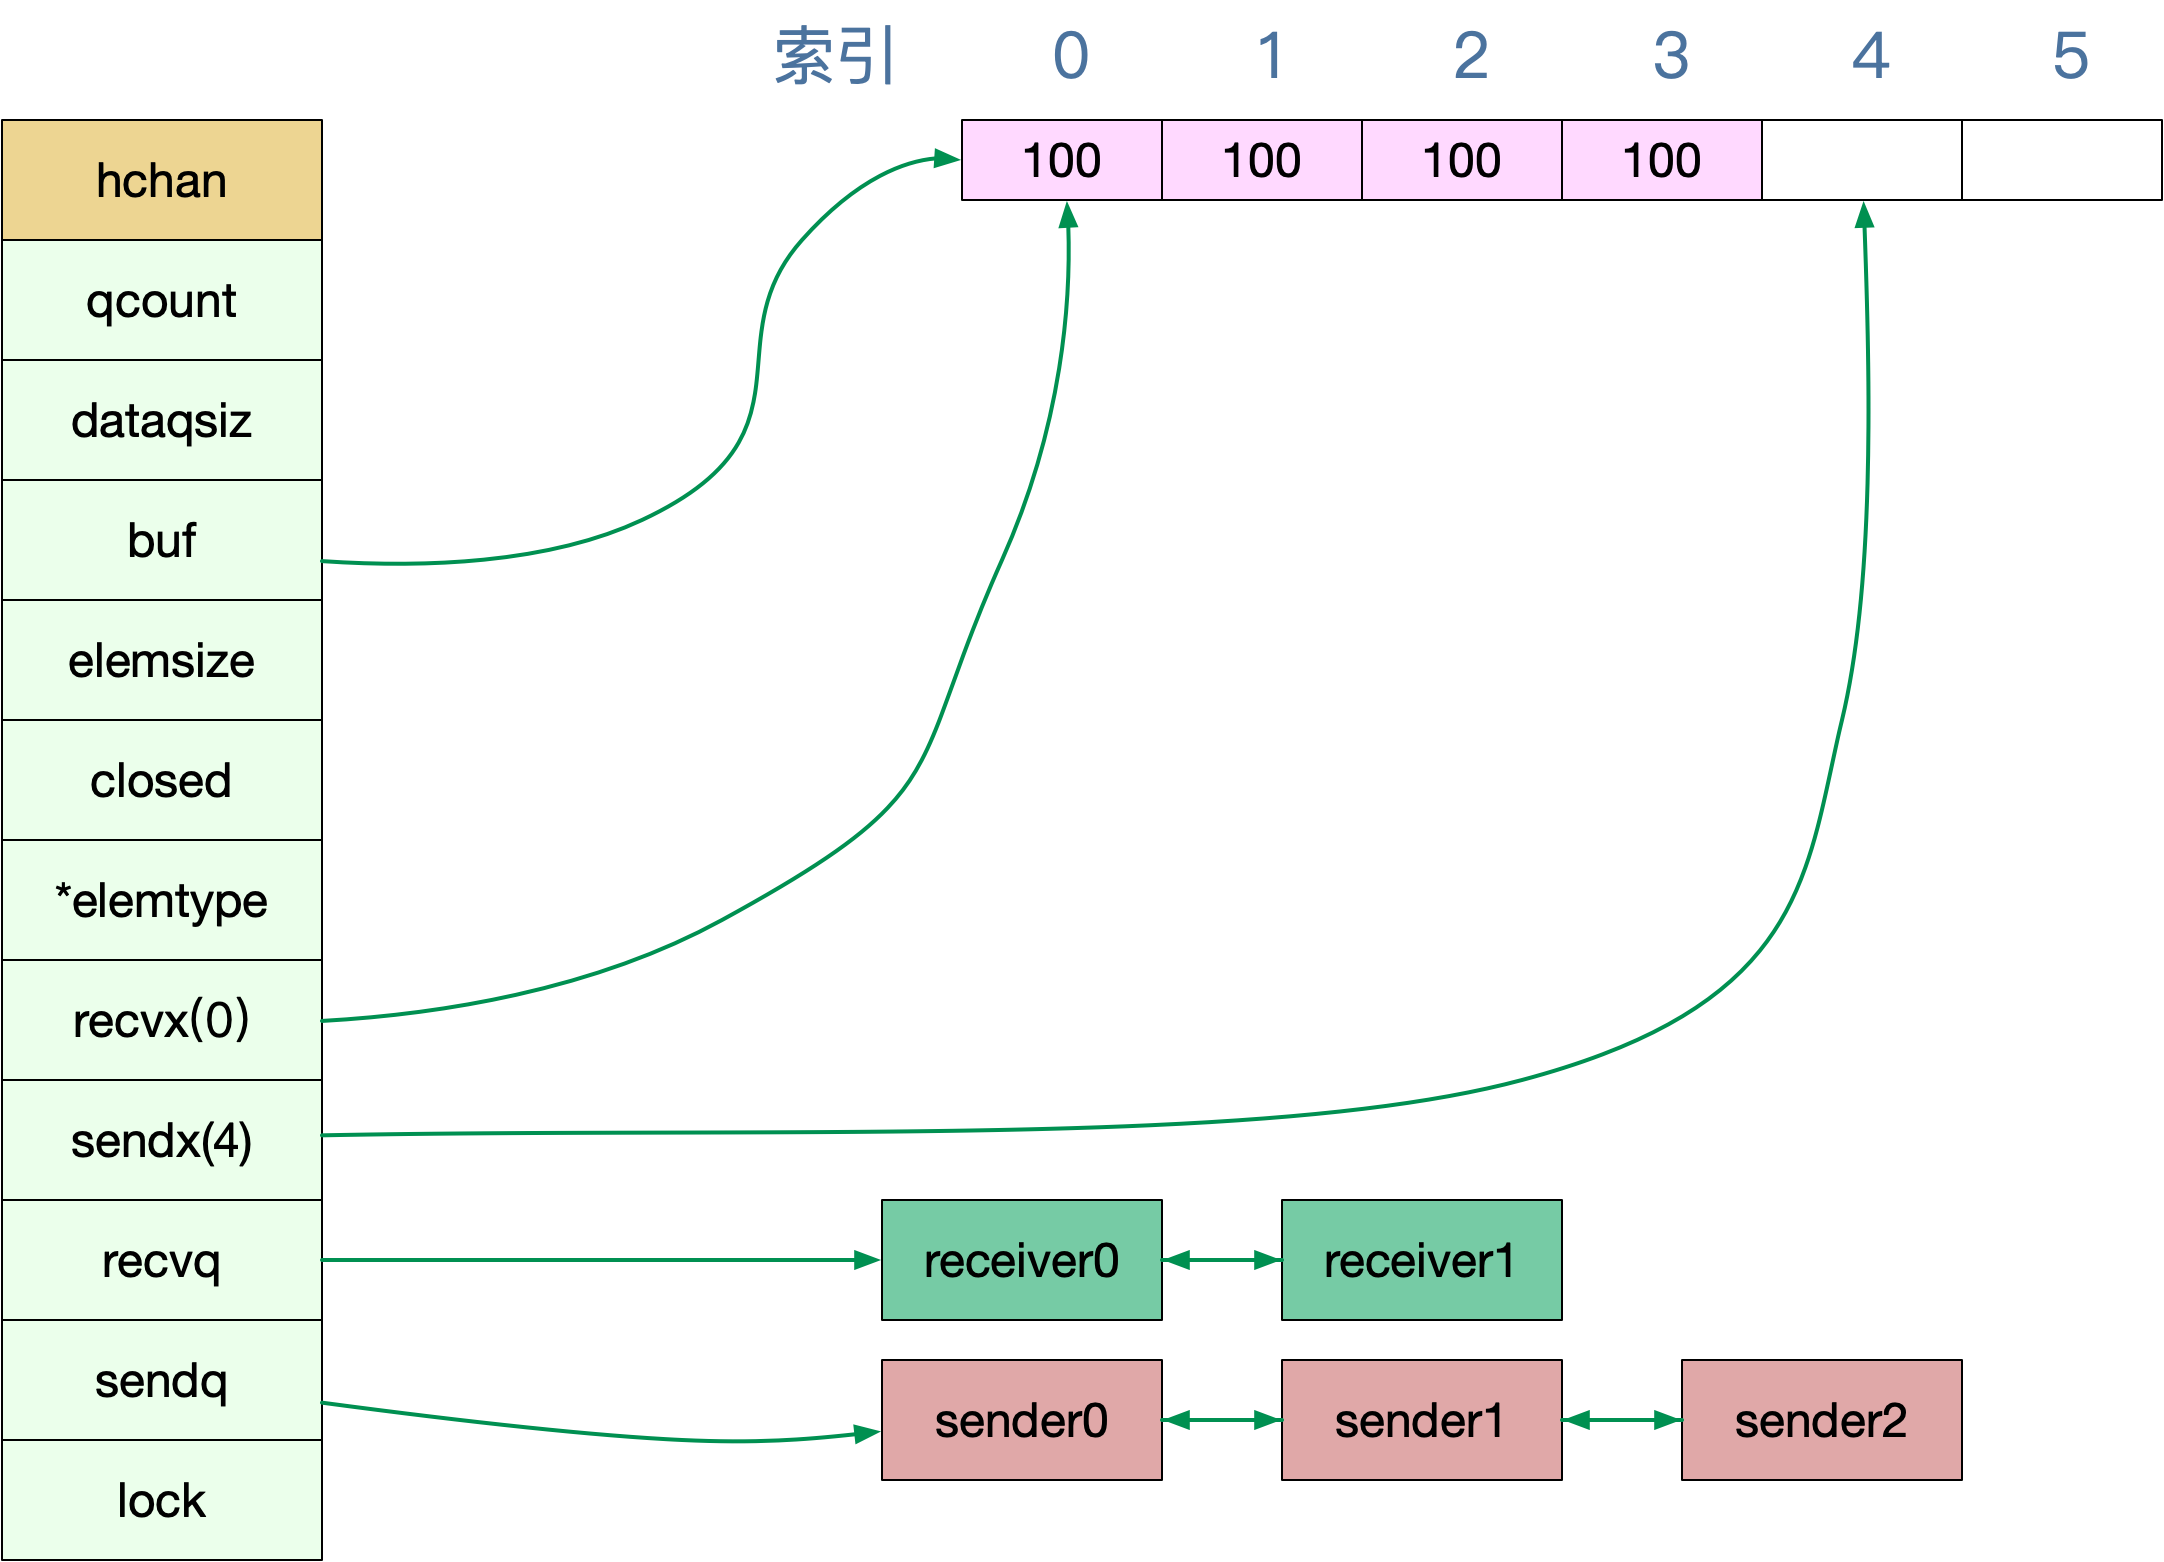 索引 0 1 2 3 4 5
100 100 100 100
hchan
qcount
dataqsiz
buf
elemsize
closed
*elemtype
recvx(0)
sendx(4)
recvq
receiver0 receiver1
sendq
sender0 sender1 sender2
lock